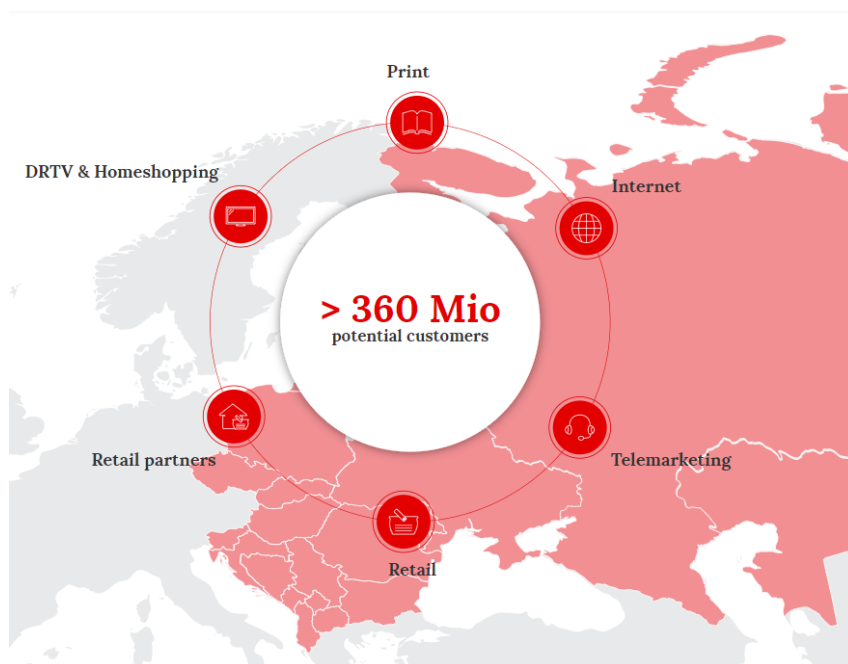 Print
DRTV & Homeshopping
Internet
> 360 Mio
potential customers
Retail partners
Telemarketing
Retail